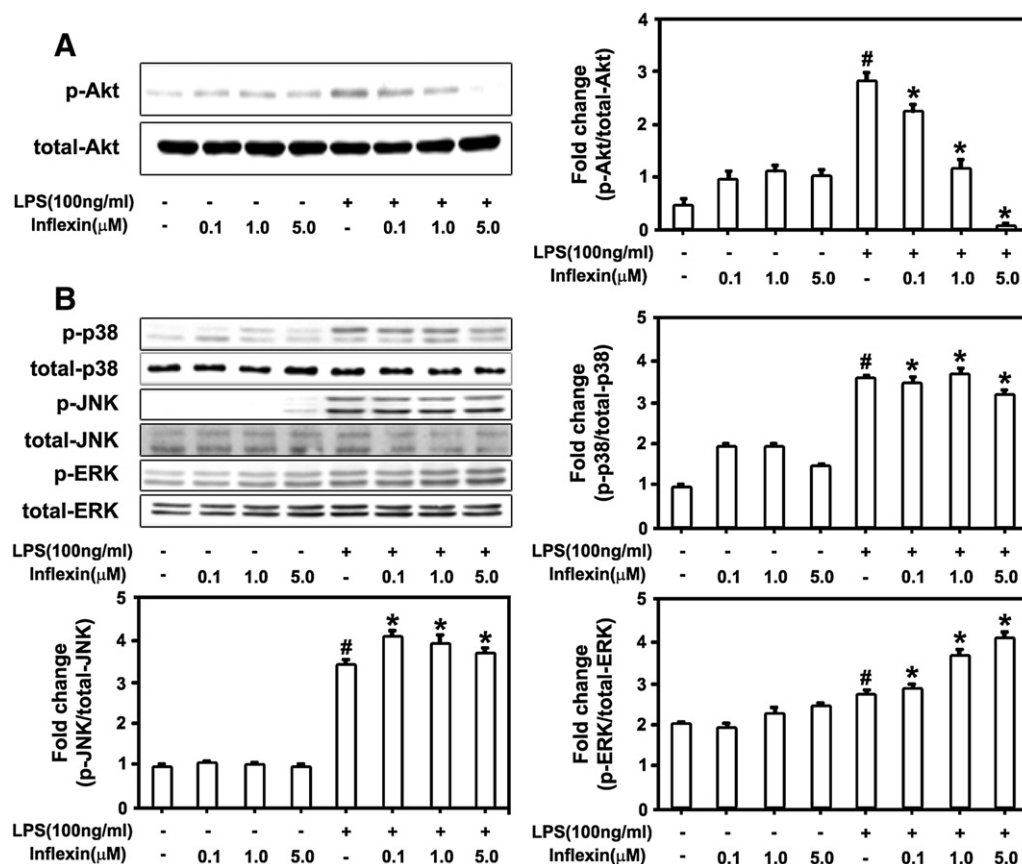 A
p-Akt
total-Akt
LPS(100ng/ml) - - - - + + + +
Inflexin(μM) - 0.1 1.0 5.0 - 0.1 1.0 5.0
Fold change
(p-Akt/total-Akt)
4
3
2
1
0
# * * *
LPS(100ng/ml) - - - - + + + +
Inflexin(μM) - 0.1 1.0 5.0 - 0.1 1.0 5.0
B
p-p38
total-p38
p-JNK
total-JNK
p-ERK
total-ERK
LPS(100ng/ml) - - - - + + + +
Inflexin(μM) - 0.1 1.0 5.0 - 0.1 1.0 5.0
Fold change
(p-p38/total-p38)
5
4
3
2
1
0
# * * *
LPS(100ng/ml) - - - - + + + +
Inflexin(μM) - 0.1 1.0 5.0 - 0.1 1.0 5.0
Fold change
(p-JNK/total-JNK)
5
4
3
2
1
0
# * * *
LPS(100ng/ml) - - - - + + + +
Inflexin(μM) - 0.1 1.0 5.0 - 0.1 1.0 5.0
Fold change
(p-ERK/total-ERK)
5
4
3
2
1
0
# * * *
LPS(100ng/ml) - - - - + + + +
Inflexin(μM) - 0.1 1.0 5.0 - 0.1 1.0 5.0